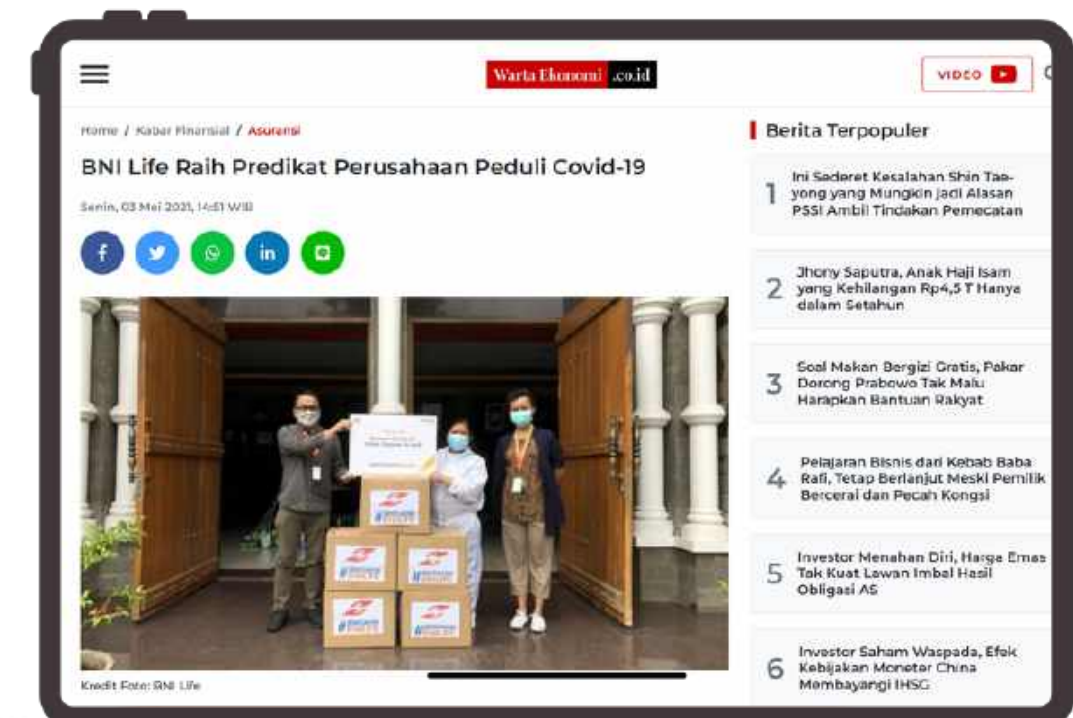 Warta Ekonomi .co.id
VIDEO
Home / Kabar Finansial / Asuransi
BNI Life Raih Predikat Perusahaan Peduli Covid-19
Senin, 03 Mei 2021, 14:51 WIB
in
Kredit Foto: BNI Life
Berita Terpopuler
1
Ini Sederet Kesalahan Shin Tae-
yong yang Mungkin Jadi Alasan
PSSI Ambil Tindakan Pemecatan
2
Jhony Saputra, Anak Haji Isam
yang Kehilangan Rp4,5 T Hanya
dalam Setahun
3
Soal Makan Bergizi Gratis, Pakar
Dorong Prabowo Tak Malu
Harapkan Bantuan Rakyat
4
Pelajaran Bisnis dari Kebab Baba
Rafi, Tetap Berlanjut Meski Pemilik
Bercerai dan Pecah Kongsi
5
Investor Menahan Diri, Harga Emas
Tak Kuat Lawan Imbal Hasil
Obligasi AS
6
Investor Saham Waspada, Efek
Kebijakan Moneter China
Membayangi IHSG